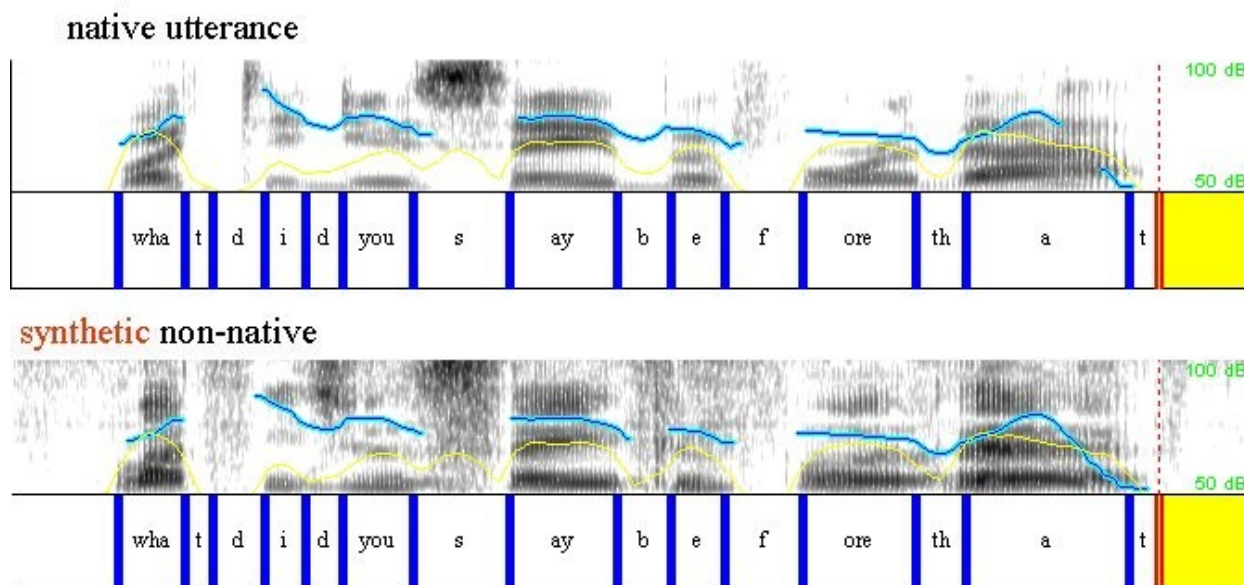 native utterance
100 dB
50 dB
wha t d i d you s ay b e f ore th a t
synthetic non-native
100 dB
50 dB
wha t d i d you s ay b e f ore th a t